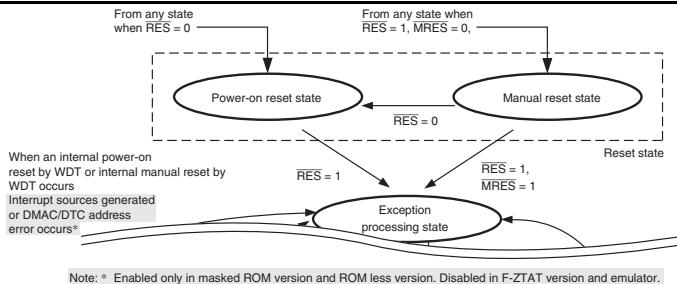 From any state
when RES = 0
From any state when
RES = 1, MRES = 0,
Power-on reset state
Manual reset state
RES = 0
Reset state
When an internal power-on
reset by WDT or internal manual reset by
WDT occurs
Interrupt sources generated
or DMAC/DTC address
error occurs*
RES = 1
RES = 1,
MRES = 1
Exception
processing state
Note: * Enabled only in masked ROM version and ROM less version. Disabled in F-ZTAT version and emulator.